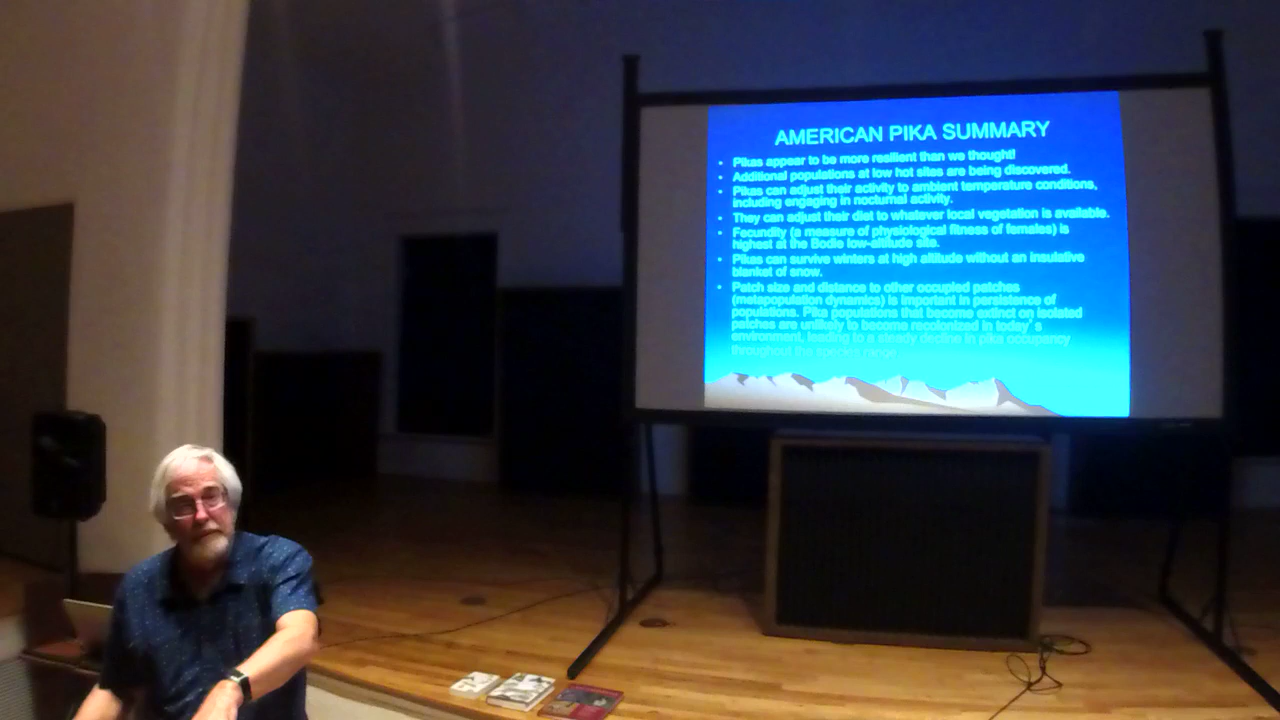 AMERICAN PIKA SUMMARY
• Pikas appear to be more resilient than we thought!
• Additional populations at low hot sites are being discovered.
• Pikas can adjust their activity to ambient temperature conditions,
including engaging in nocturnal activity.
• They can adjust their diet to whatever local vegetation is available.
• Fecundity (a measure of physiological fitness of females) is
highest at the Bodie low-altitude site.
• Pikas can survive winters at high altitude without an insulative
blanket of snow.
• Patch size and distance to other occupied patches
(metapopulation dynamics) is important in persistence of
populations. Pika populations that become extinct on isolated
patches are unlikely to become recolonized in today's
environment, leading to a steady decline in pika occupancy
throughout the species range.